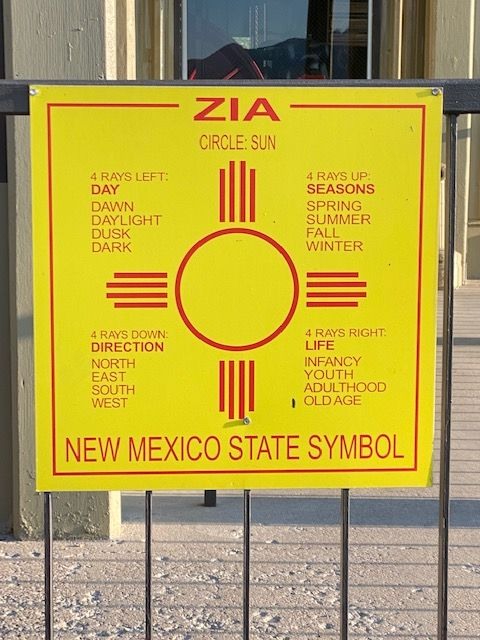 ZIA
CIRCLE: SUN
4 RAYS LEFT:
DAY
DAWN
DAYLIGHT
DUSK
DARK
4 RAYS UP:
SEASONS
SPRING
SUMMER
FALL
WINTER
4 RAYS DOWN:
DIRECTION
NORTH
EAST
SOUTH
WEST
4 RAYS RIGHT:
LIFE
INFANCY
YOUTH
ADULTHOOD
OLD AGE
NEW MEXICO STATE SYMBOL